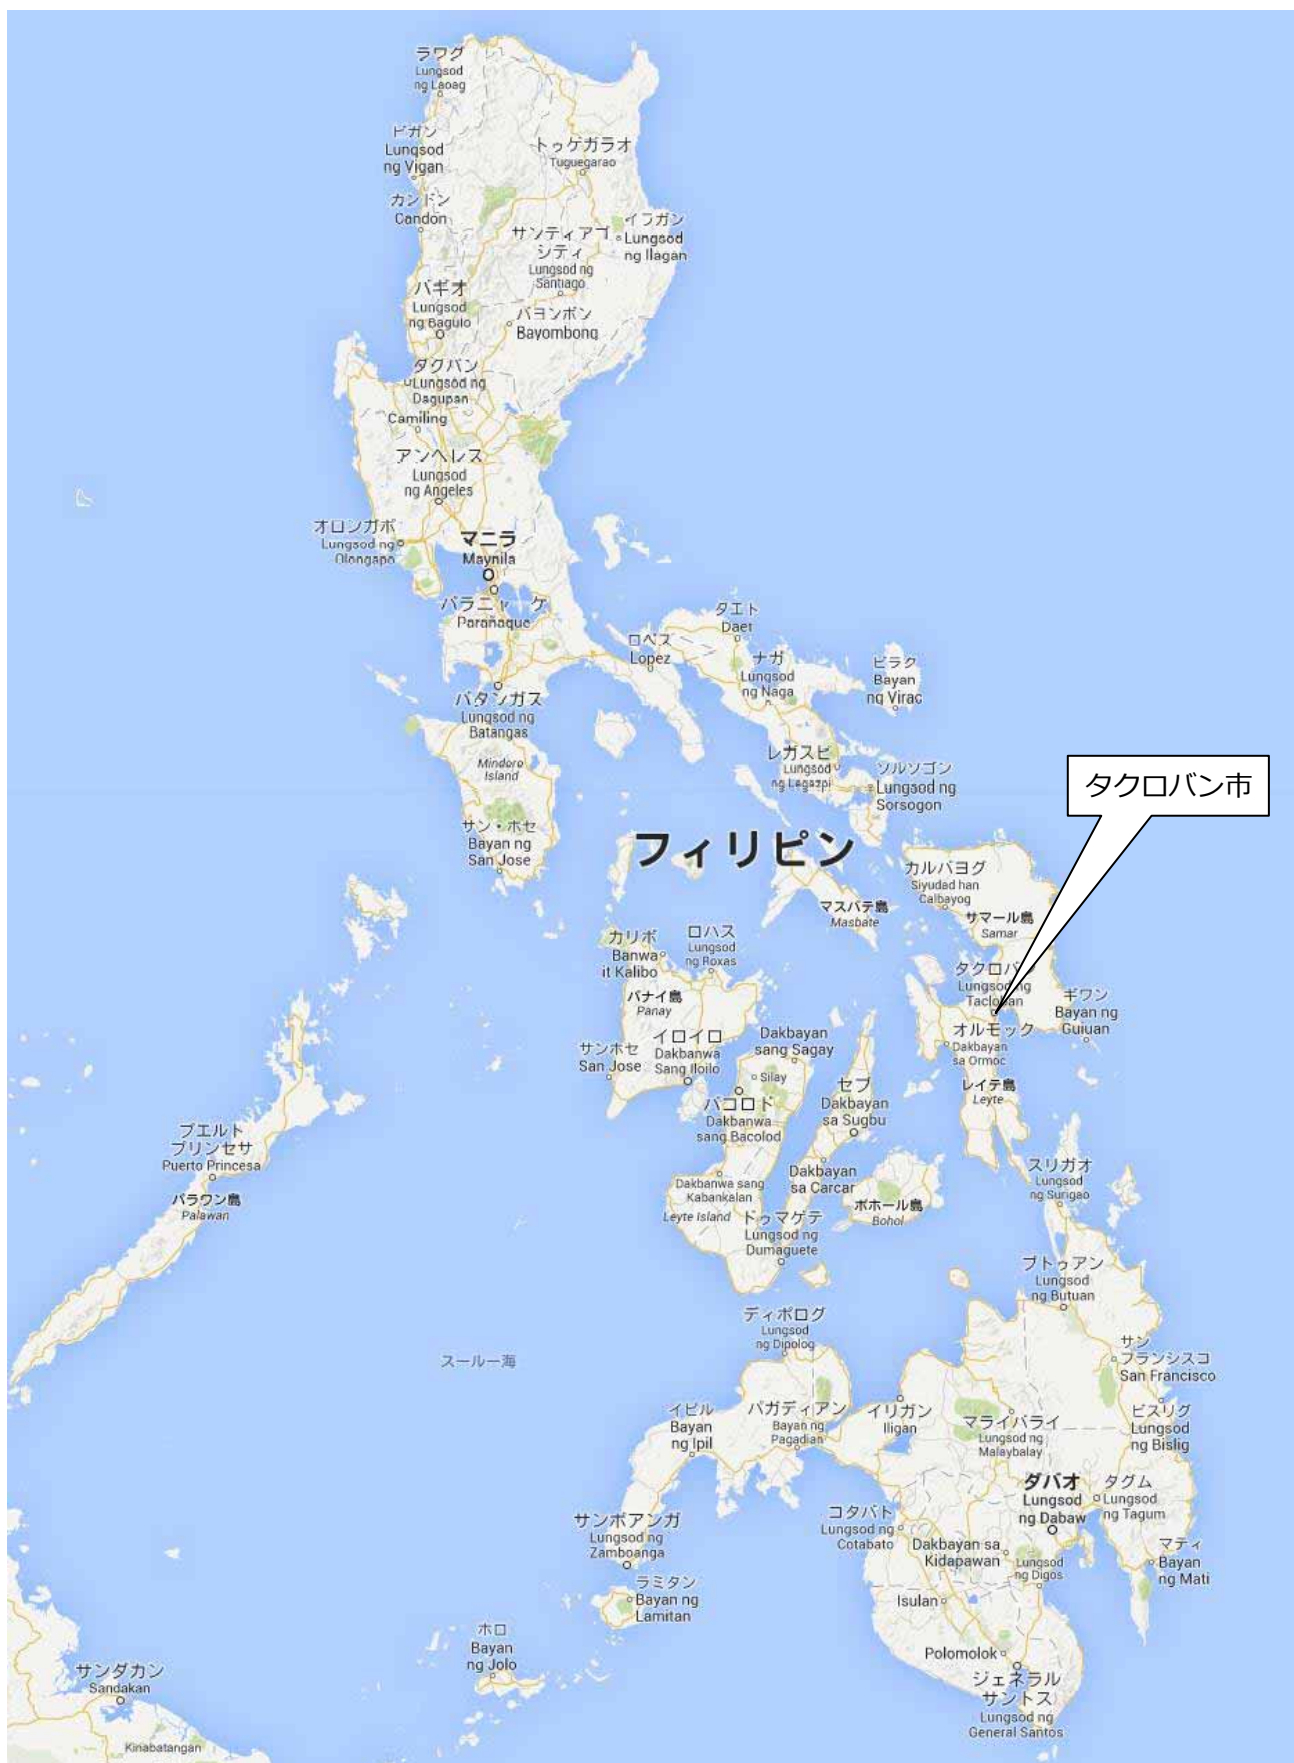 ラワグ
Lungsod
ng Laoag
ビガン
Lungsod
ng Vigan
トゥゲガラオ
Tuguegarao
カンドン
Candon
イラガン
Lungsod
ng Ilagan
サンティアゴ
シティ
Lungsod ng
Santiago
バギオ
Lungsod
ng Baguio
バヨンボン
Bayombong
ダグパン
Lungsod ng
Dagupan
Camiling
アンヘレス
Lungsod
ng Angeles
オロンガポ
Lungsod ng
Olongapo
マニラ
Maynila
パラニャーケ
Parañaque
ダエト
Daet
ロペス
Lopez
ナガ
Lungsod
ng Naga
ビラク
Bayan
ng Virac
バタンガス
Lungsod ng
Batangas
Mindoro
Island
レガスピ
Lungsod
ng Legazpi
ソルソゴン
Lungsod ng
Sorsogon
タクロバン市
サン・ホセ
Bayan ng
San Jose
フィリピン
カルバヨグ
Siyudad han
Calbayog
マスバテ島
Masbate
サマール島
Samar
カリボ
Banwa
it Kalibo
ロハス
Lungsod
ng Roxas
タクロバン
Lungsod ng
Tacloban
パナイ島
Panay
ギワン
Bayan ng
Guiuan
イロイロ
Dakbanwa
Sang Iloilo
サンホセ
San Jose
Dakbayan
sang Sagay
オルモック
Dakbayan
sa Ormoc
Silay
セブ
Dakbayan
sa Sugbu
レイテ島
Leyte
バコロド
Dakbanwa
sang Bacolod
プエルト
プリンセサ
Puerto Princesa
パラワン島
Palawan
Dakbayan
sa Carcar
スリガオ
Lungsod
ng Surigao
Dakbanwa sang
Kabankalan
Leyte Island
ボホール島
Bohol
ドゥマゲテ
Lungsod ng
Dumaguete
ブトゥアン
Lungsod
ng Butuan
ディポログ
Lungsod
ng Dipolog
サン
フランシスコ
San Francisco
スールー海
イピル
Bayan
ng Ipil
パガディアン
Bayan ng
Pagadian
イリガン
Iligan
マライバライ
Lungsod ng
Malaybalay
ビスリグ
Lungsod
ng Bislig
ダバオ
Lungsod
ng Dabaw
タグム
Lungsod
ng Tagum
サンボアンガ
Lungsod ng
Zamboanga
コタバト
Lungsod ng
Cotabato
Dakbayan sa
Kidapawan
Lungsod
ng Digos
マティ
Bayan
ng Mati
ラミタン
Bayan ng
Lamitan
Isulan
ホロ
Bayan
ng Jolo
Polomolok
サンダカン
Sandakan
ジェネラル
サントス
Lungsod ng
General Santos
Kinabatangan